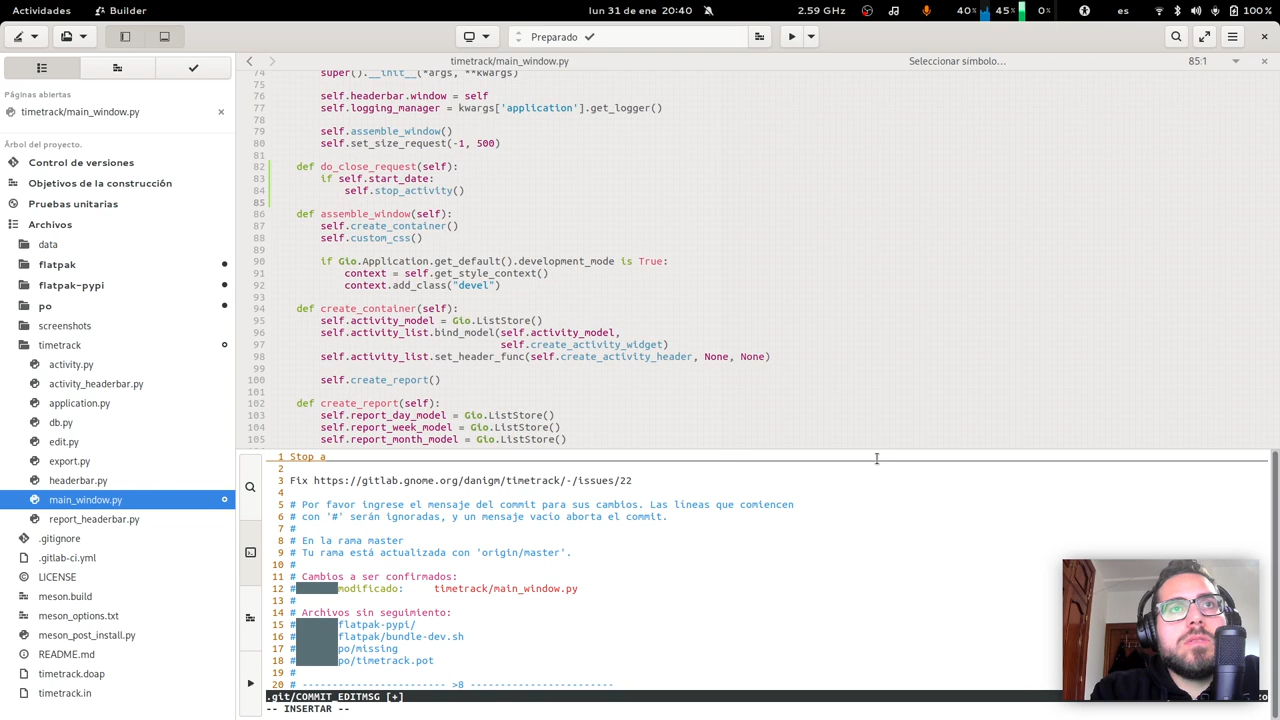 Actividades
Builder
lun 31 de ene 20:40
2.59 GHz
40%
45%
0%
es
100 %
Preparado
timetrack/main_window.py
Seleccionar símbolo…
85:1
Páginas abiertas
timetrack/main_window.py
Árbol del proyecto.
Control de versiones
Objetivos de la construcción
Pruebas unitarias
Archivos
data
flatpak
flatpak-pypi
po
screenshots
timetrack
activity.py
activity_headerbar.py
application.py
db.py
edit.py
export.py
headerbar.py
main_window.py
report_headerbar.py
.gitignore
.gitlab-ci.yml
LICENSE
meson.build
meson_options.txt
meson_post_install.py
README.md
timetrack.doap
timetrack.in
74 super().__init__(*args, **kwargs)
75
76 self.headerbar.window = self
77 self.logging_manager = kwargs['application'].get_logger()
78
79 self.assemble_window()
80 self.set_size_request(-1, 500)
81
82 def do_close_request(self):
83 if self.start_date:
84 self.stop_activity()
85
86 def assemble_window(self):
87 self.create_container()
88 self.custom_css()
89
90 if Gio.Application.get_default().development_mode is True:
91 context = self.get_style_context()
92 context.add_class("devel")
93
94 def create_container(self):
95 self.activity_model = Gio.ListStore()
96 self.activity_list.bind_model(self.activity_model,
97 self.create_activity_widget)
98 self.activity_list.set_header_func(self.create_activity_header, None, None)
99
100 self.create_report()
101
102 def create_report(self):
103 self.report_day_model = Gio.ListStore()
104 self.report_week_model = Gio.ListStore()
105 self.report_month_model = Gio.ListStore()
1 Stop a
2
3 Fix https://gitlab.gnome.org/danigm/timetrack/-/issues/22
4
5 # Por favor ingrese el mensaje del commit para sus cambios. Las líneas que comiencen
6 # con '#' serán ignoradas, y un mensaje vacío aborta el commit.
7 #
8 # En la rama master
9 # Tu rama está actualizada con 'origin/master'.
10 #
11 # Cambios a ser confirmados:
12 # modificado: timetrack/main_window.py
13 #
14 # Archivos sin seguimiento:
15 # flatpak-pypi/
16 # flatpak/bundle-dev.sh
17 # po/missing
18 # po/timetrack.pot
19 #
20 # ------------------------ >8 ------------------------
.git/COMMIT_EDITMSG [+]
-- INSERTAR --